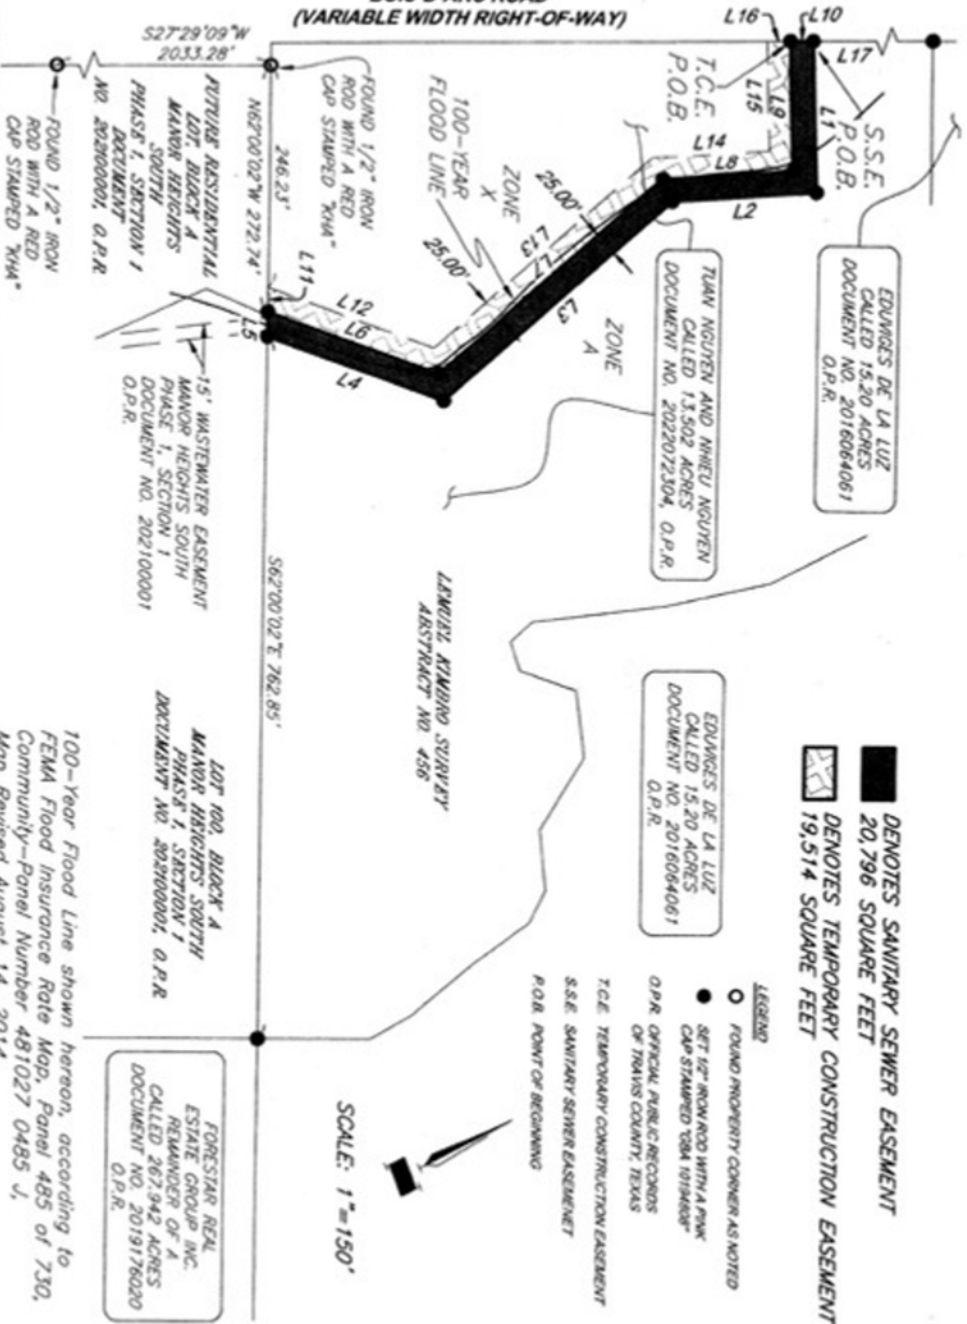 (VARIABLE WIDTH RIGHT-OF-WAY)
S27°29'09"W
2033.28'
L16
L10
L17
FOUND 1/2" IRON
ROD WITH A RED
CAP STAMPED "KHA"
FUTURE RESIDENTIAL
LOT, BLOCK A
MANOR HEIGHTS
SOUTH
PHASE 1, SECTION 1
DOCUMENT
NO. 202100001, O.P.R.
N62°00'02"W 272.74'
246.23'
FOUND 1/2" IRON
ROD WITH A RED
CAP STAMPED "KHA"
100-YEAR
FLOOD LINE
ZONE
X
T.C.E.
P.O.B.
L15
L9
L1
S.S.E.
P.O.B.
L14
L8
L2
25.00'
L13
L7
25.00'
L3
ZONE
A
L11
L12
L6
L5
L4
EDUVIGES DE LA LUZ
CALLED 15.20 ACRES
DOCUMENT NO. 2016064061
O.P.R.
TUAN NGUYEN AND NHIEU NGUYEN
CALLED 13.502 ACRES
DOCUMENT NO. 2022072304, O.P.R.
15' WASTEWATER EASEMENT
MANOR HEIGHTS SOUTH
PHASE 1, SECTION 1
DOCUMENT NO. 202100001
O.P.R.
S62°00'02"E 762.85'
LEMUEL KIMBRO SURVEY
ABSTRACT NO. 456
EDUVIGES DE LA LUZ
CALLED 15.20 ACRES
DOCUMENT NO. 2016064061
O.P.R.
LOT 100, BLOCK A
MANOR HEIGHTS SOUTH
PHASE 1, SECTION 1
DOCUMENT NO. 202100001, O.P.R
DENOTES SANITARY SEWER EASEMENT
20,796 SQUARE FEET
DENOTES TEMPORARY CONSTRUCTION EASEMENT
19,514 SQUARE FEET
LEGEND
FOUND PROPERTY CORNER AS NOTED
SET 1/2" IRON ROD WITH A PINK
CAP STAMPED "GBA 10194808"
O.P.R. OFFICIAL PUBLIC RECORDS
OF TRAVIS COUNTY, TEXAS
T.C.E. TEMPORARY CONSTRUCTION EASEMENT
S.S.E. SANITARY SEWER EASEMENET
P.O.B. POINT OF BEGINNING
SCALE: 1"=150'
FORESTAR REAL
ESTATE GROUP INC.
REMAINDER OF A
CALLED 267.942 ACRES
DOCUMENT NO. 2019176020
O.P.R.
100-Year Flood Line shown hereon, according to
FEMA Flood Insurance Rate Map, Panel 485 of 730,
Community-Panel Number 481027 0485 J,
Map Revised August 14, 2014